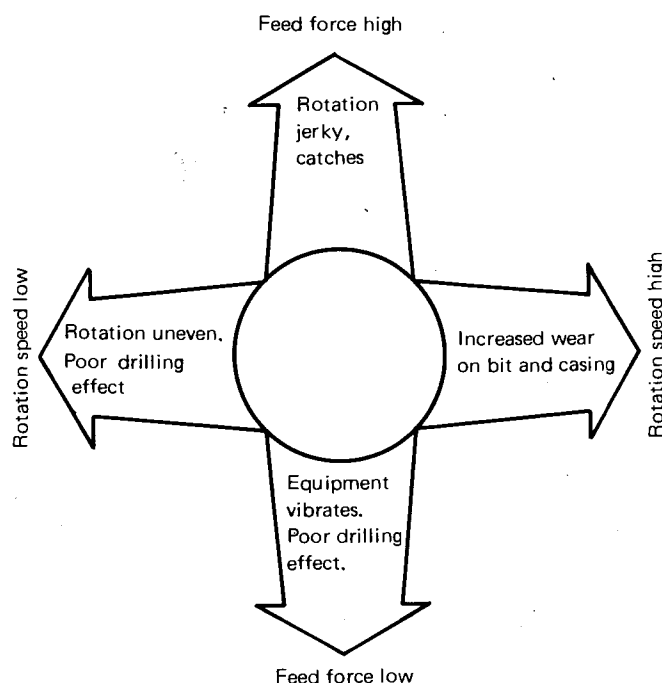 Feed force high
Rotation
jerky,
catches
Rotation speed low
Rotation uneven.
Poor drilling
effect
Increased wear
on bit and casing
Rotation speed high
Equipment
vibrates.
Poor drilling
effect.
Feed force low